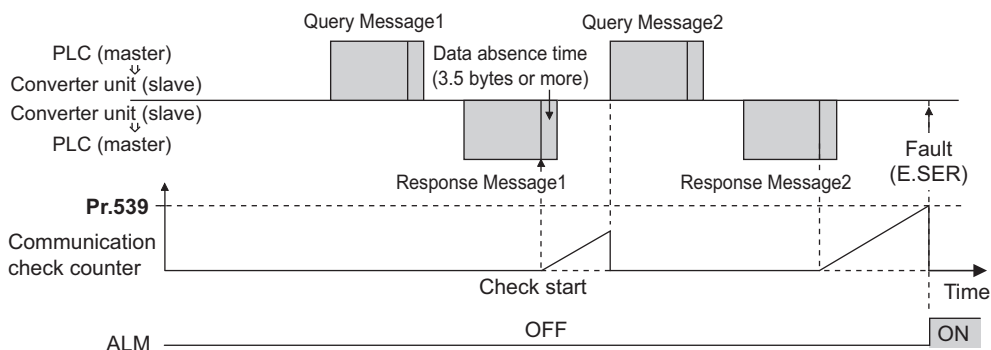 Query Message1
Query Message2
PLC (master)
Converter unit (slave)
Data absence time
(3.5 bytes or more)
Converter unit (slave)
PLC (master)
Fault
(E.SER)
Response Message1
Response Message2
Pr.539
Communication
check counter
Check start
Time
OFF
ON
ALM